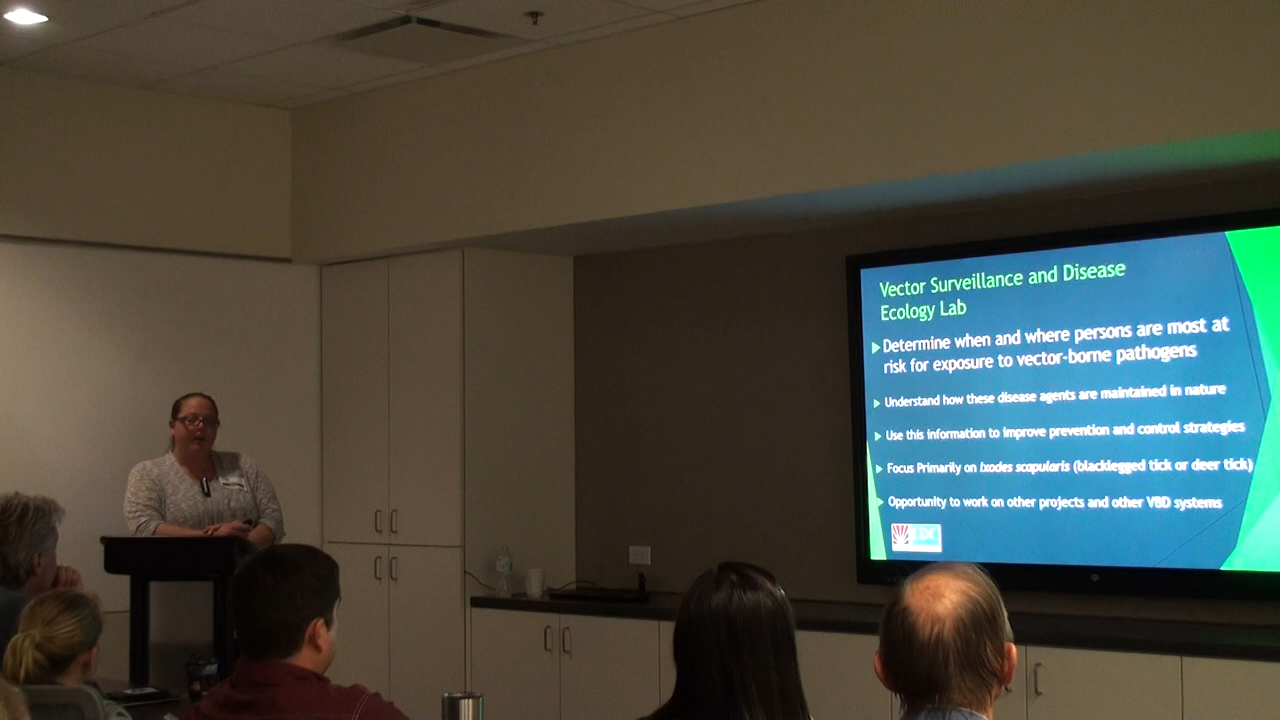 Vector Surveillance and Disease
Ecology Lab
Determine when and where persons are most at
risk for exposure to vector-borne pathogens
Understand how these disease agents are maintained in nature
Use this information to improve prevention and control strategies
Focus Primarily on Ixodes scapularis (blacklegged tick or deer tick)
Opportunity to work on other projects and other VBD systems
CDC